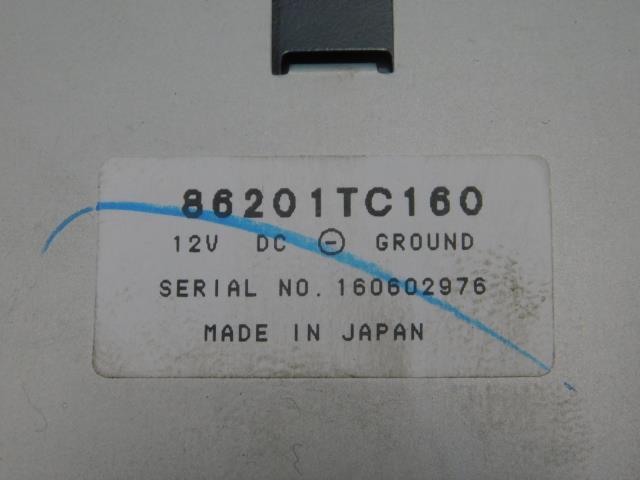 86201TC160
12V DC ⊖ GROUND
SERIAL NO. 160602976
MADE IN JAPAN